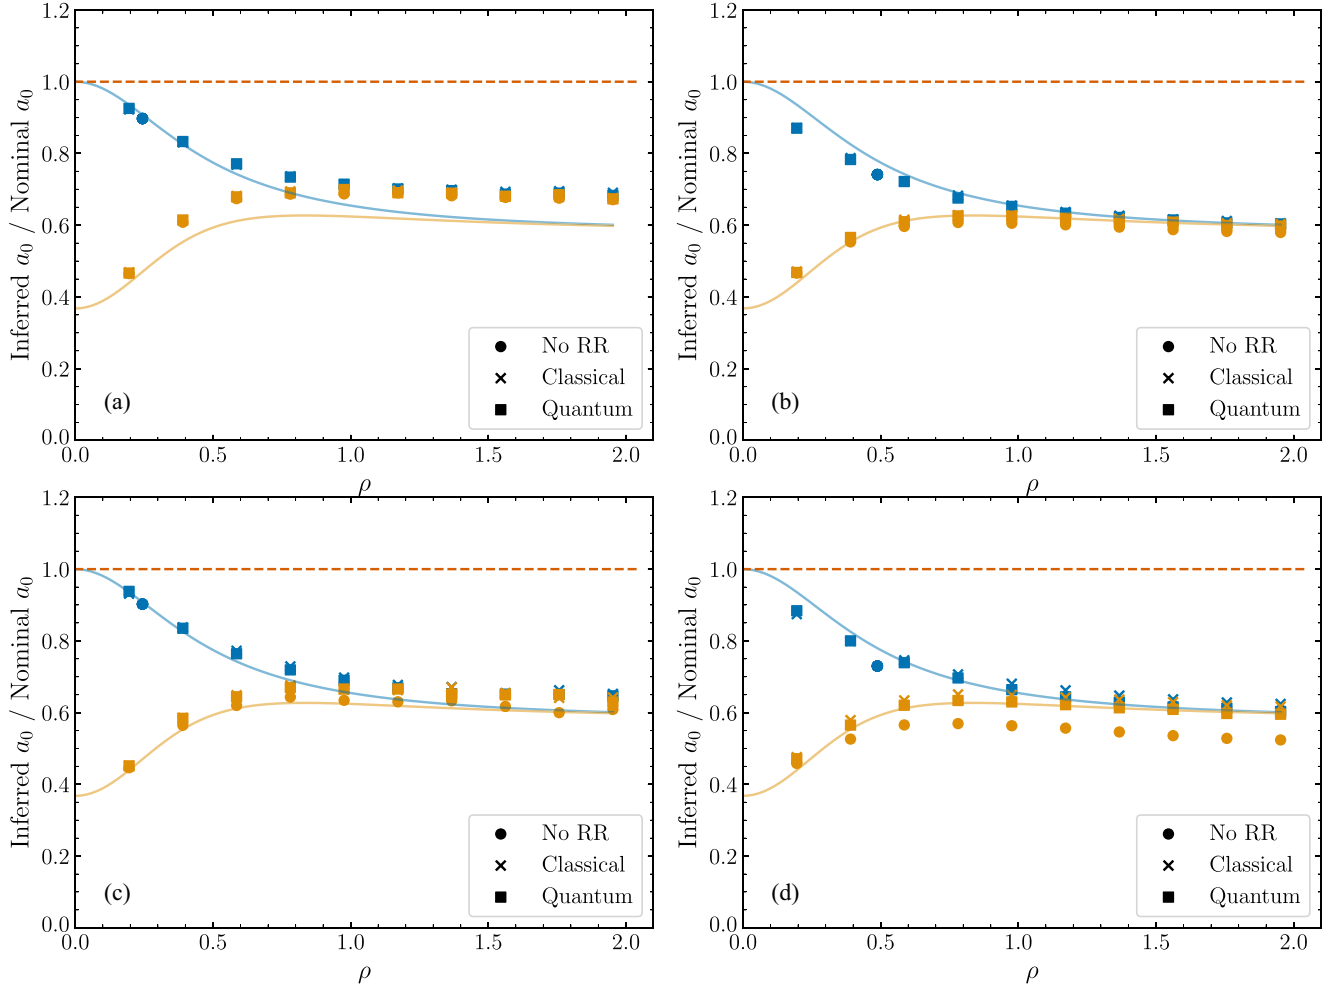 1.2
1.0
0.8
0.6
0.4
0.2
0.0
Inferred a₀ / Nominal a₀
No RR
Classical
Quantum
(a)
0.0 0.5 1.0 1.5 2.0
ρ
1.2
1.0
0.8
0.6
0.4
0.2
0.0
Inferred a₀ / Nominal a₀
No RR
Classical
Quantum
(b)
0.0 0.5 1.0 1.5 2.0
ρ
1.2
1.0
0.8
0.6
0.4
0.2
0.0
Inferred a₀ / Nominal a₀
No RR
Classical
Quantum
(c)
0.0 0.5 1.0 1.5 2.0
ρ
1.2
1.0
0.8
0.6
0.4
0.2
0.0
Inferred a₀ / Nominal a₀
No RR
Classical
Quantum
(d)
0.0 0.5 1.0 1.5 2.0
ρ